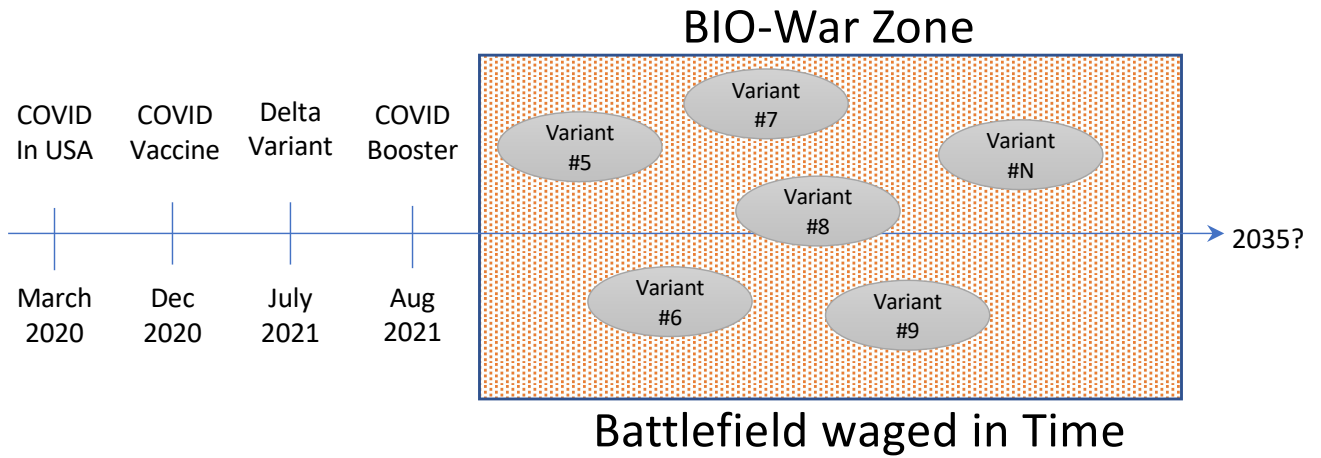 BIO-War Zone
COVID
In USA
COVID
Vaccine
Delta
Variant
COVID
Booster
Variant
#5
Variant
#7
Variant
#N
Variant
#8
2035?
Variant
#6
Variant
#9
March
2020
Dec
2020
July
2021
Aug
2021
Battlefield waged in Time